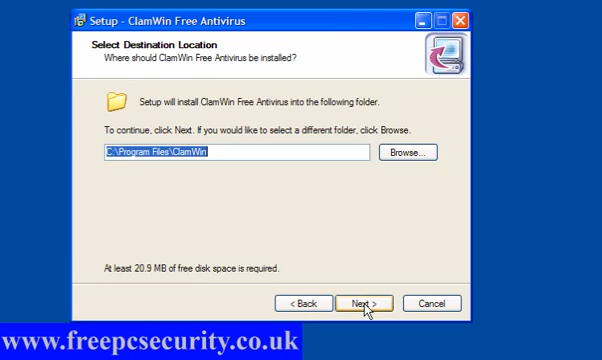 Setup - ClamWin Free Antivirus
Select Destination Location
Where should ClamWin Free Antivirus be installed?
Setup will install ClamWin Free Antivirus into the following folder.
To continue, click Next. If you would like to select a different folder, click Browse.
C:\Program Files\ClamWin
Browse...
At least 20.9 MB of free disk space is required.
< Back
Next >
Cancel
www.freepcsecurity.co.uk